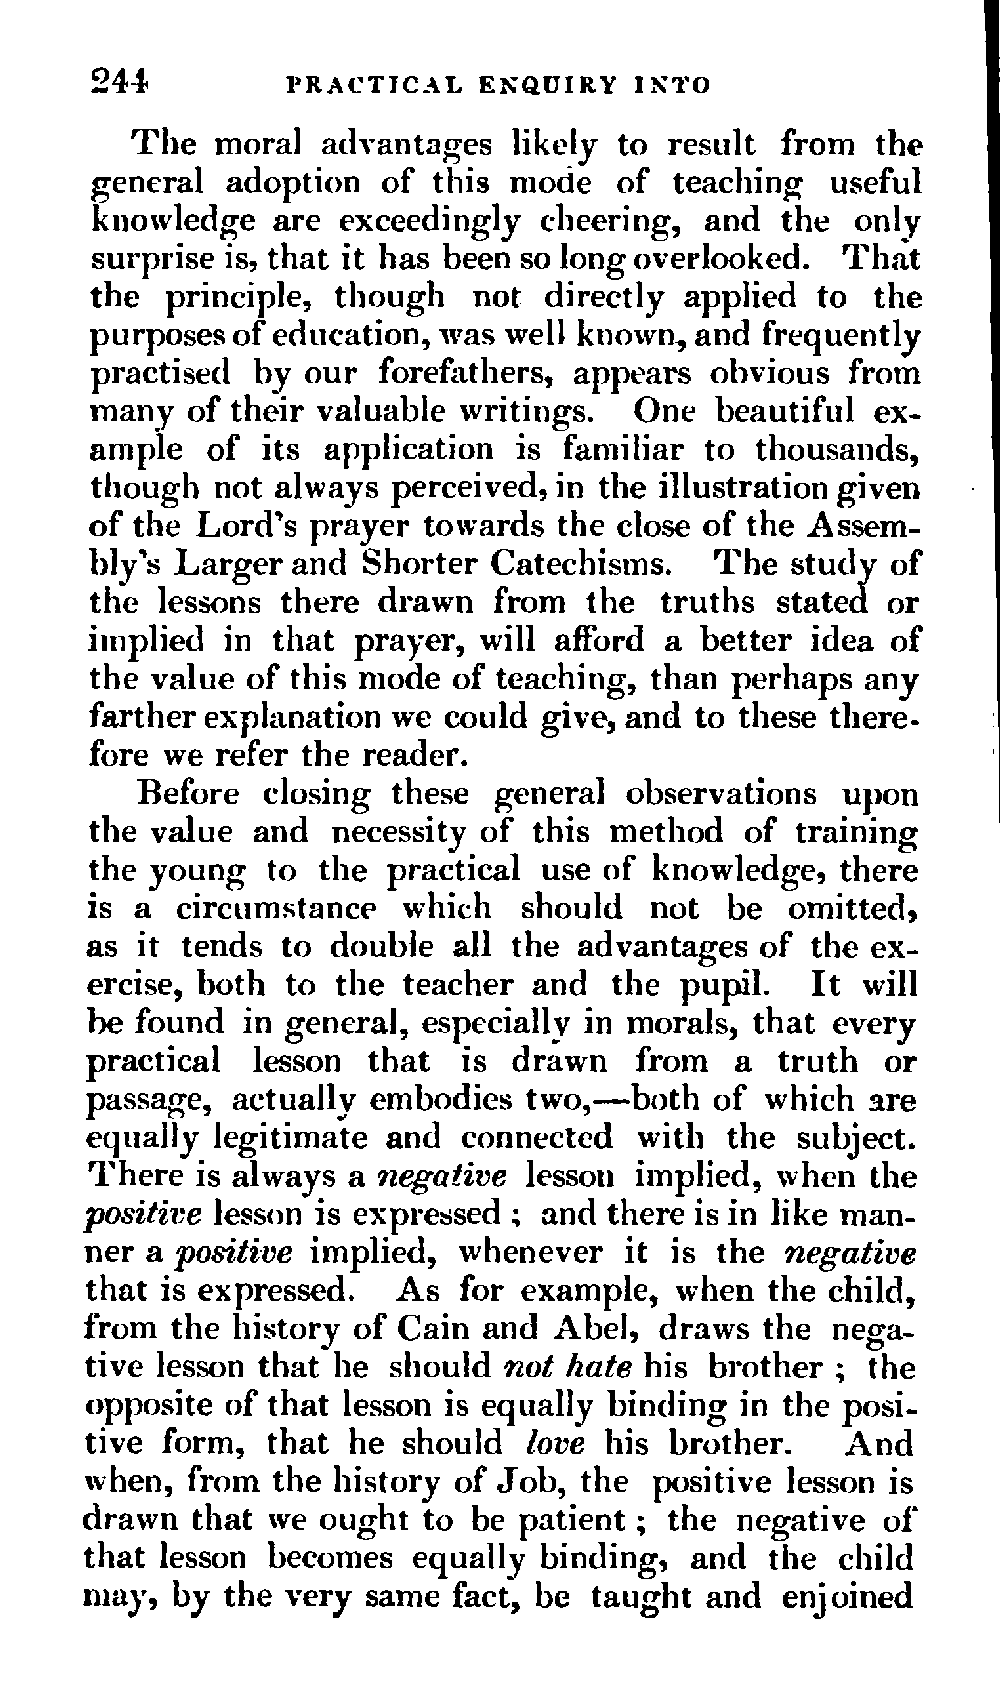 244 PRACTICAL ENQUIRY INTO
The moral advantages likely to result from the
general adoption of this mode of teaching useful
knowledge are exceedingly cheering, and the only
surprise is, that it has been so long overlooked. That
the principle, though not directly applied to the
purposes of education, was well known, and frequently
practised by our forefathers, appears obvious from
many of their valuable writings. One beautiful ex-
ample of its application is familiar to thousands,
though not always perceived, in the illustration given
of the Lord's prayer towards the close of the Assem-
bly's Larger and Shorter Catechisms. The study of
the lessons there drawn from the truths stated or
implied in that prayer, will afford a better idea of
the value of this mode of teaching, than perhaps any
farther explanation we could give, and to these there-
fore we refer the reader.
Before closing these general observations upon
the value and necessity of this method of training
the young to the practical use of knowledge, there
is a circumstance which should not be omitted,
as it tends to double all the advantages of the ex-
ercise, both to the teacher and the pupil. It will
be found in general, especially in morals, that every
practical lesson that is drawn from a truth or
passage, actually embodies two,—both of which are
equally legitimate and connected with the subject.
There is always a negative lesson implied, when the
positive lesson is expressed ; and there is in like man-
ner a positive implied, whenever it is the negative
that is expressed. As for example, when the child,
from the history of Cain and Abel, draws the nega-
tive lesson that he should not hate his brother ; the
opposite of that lesson is equally binding in the posi-
tive form, that he should love his brother. And
when, from the history of Job, the positive lesson is
drawn that we ought to be patient ; the negative of
that lesson becomes equally binding, and the child
may, by the very same fact, be taught and enjoined